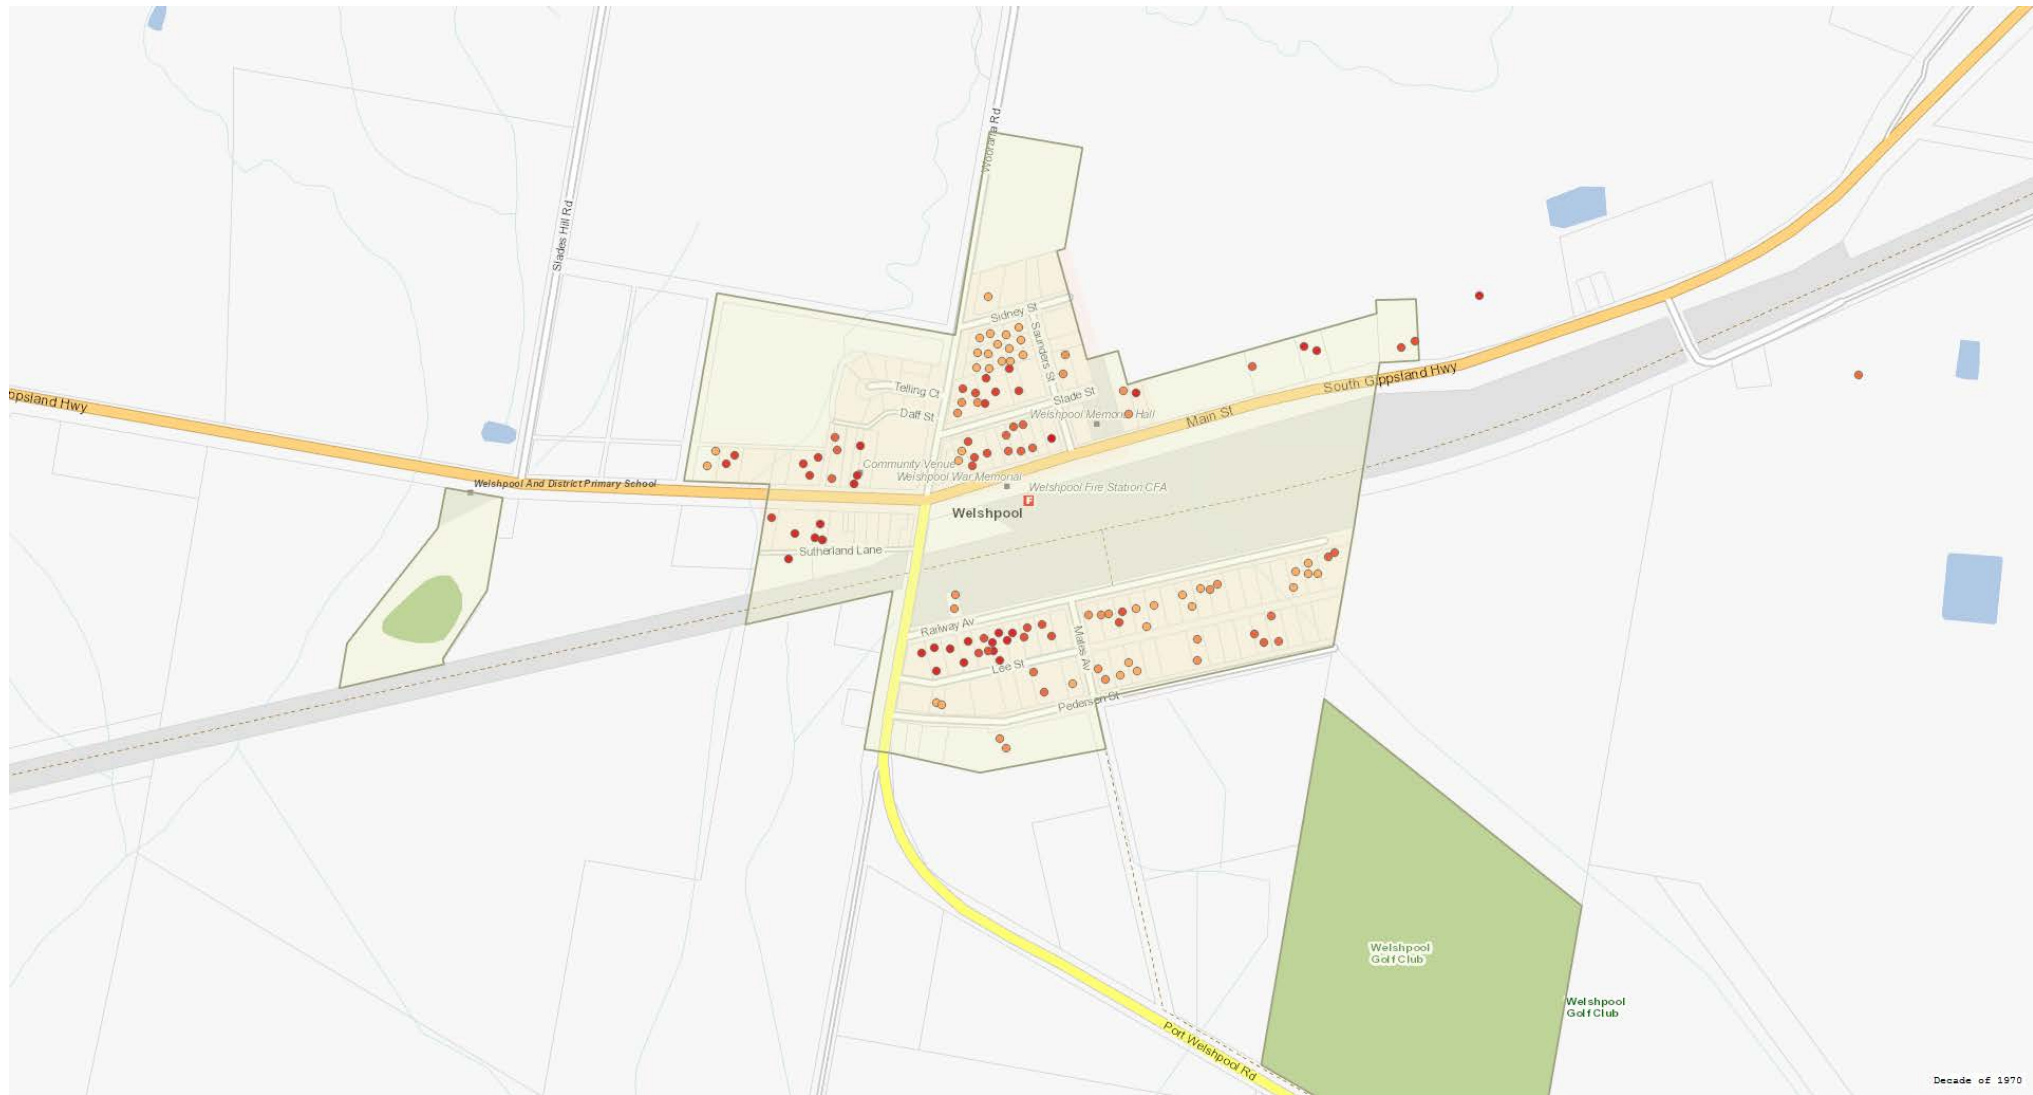 Woorarra Rd
Slades Hill Rd
Sidney St
Saunders St
ppsland Hwy
Telling Ct
Daff St
Slade St
Welshpool Memorial Hall
Main St
South Gippsland Hwy
Community Venue
Welshpool War Memorial
Welshpool And District Primary School
Welshpool Fire Station CFA
F
Welshpool
Sutherland Lane
Railway Av
Mates Av
Lee St
Pedersen St
Welshpool
Golf Club
Welshpool
Golf Club
Port Welshpool Rd
Decade of 1970